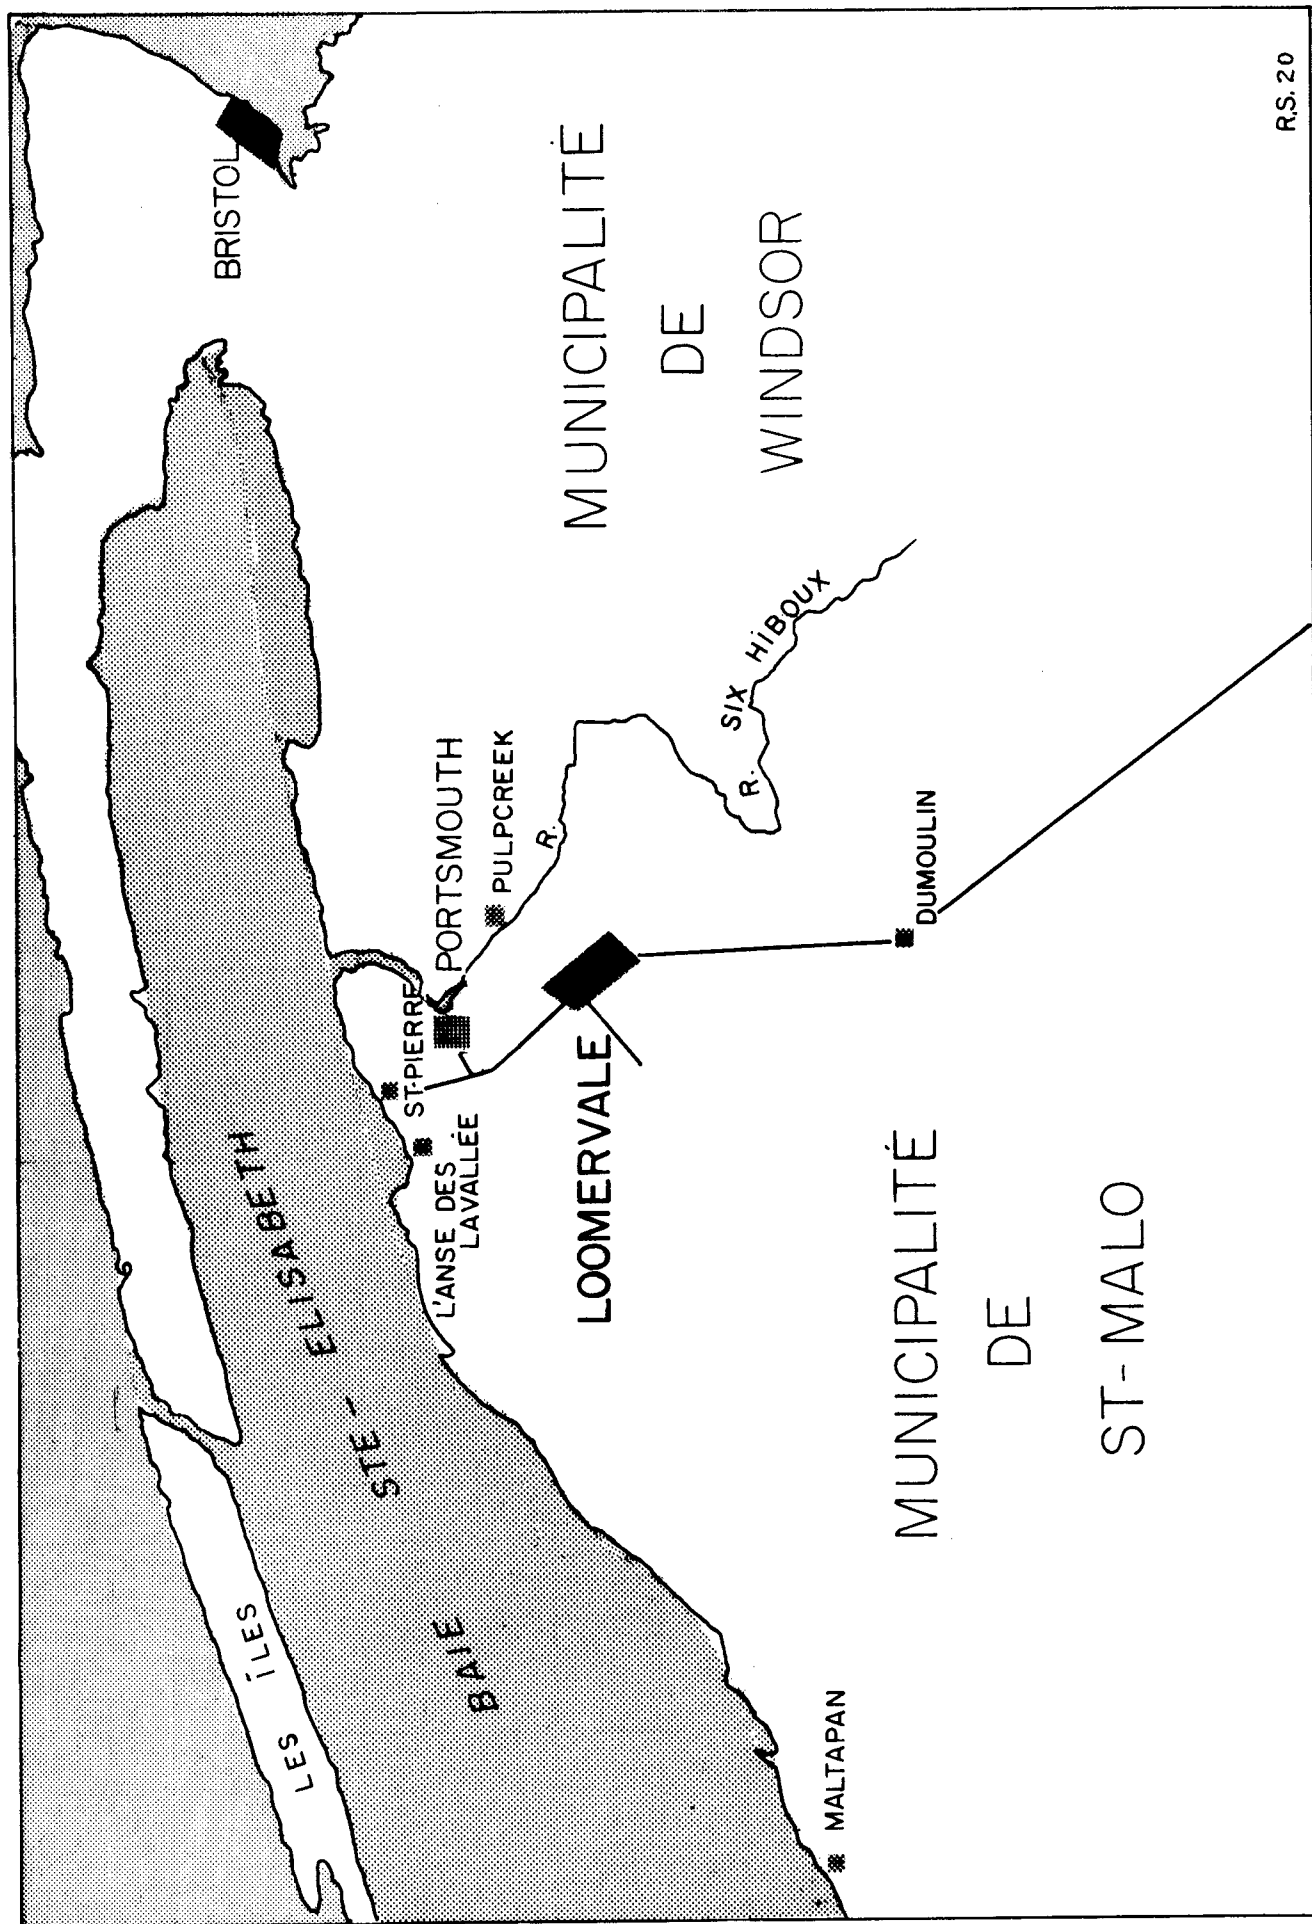 LES ÎLES
BAIE
STE - ELISABETH
BRISTOL
ST-PIERRE
L'ANSE DES
LAVALLÉE
PORTSMOUTH
PULPCREEK
R.
R. SIX HIBOUX
LOOMERVALE
MUNICIPALITÉ
DE
WINDSOR
MALTAPAN
DUMOULIN
MUNICIPALITÉ
DE
ST-MALO
R.S. 20